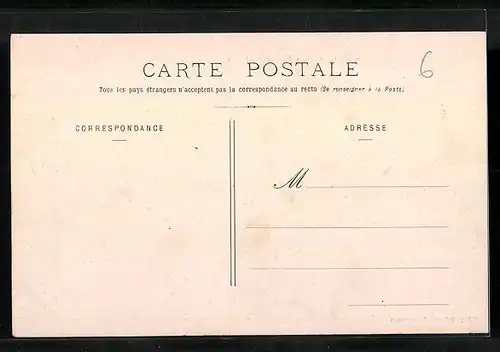 CARTE POSTALE
6
Tous les pays étrangers n'acceptent pas la correspondance au recto (Se renseigner à la Poste)
CORRESPONDANCE
ADRESSE
M